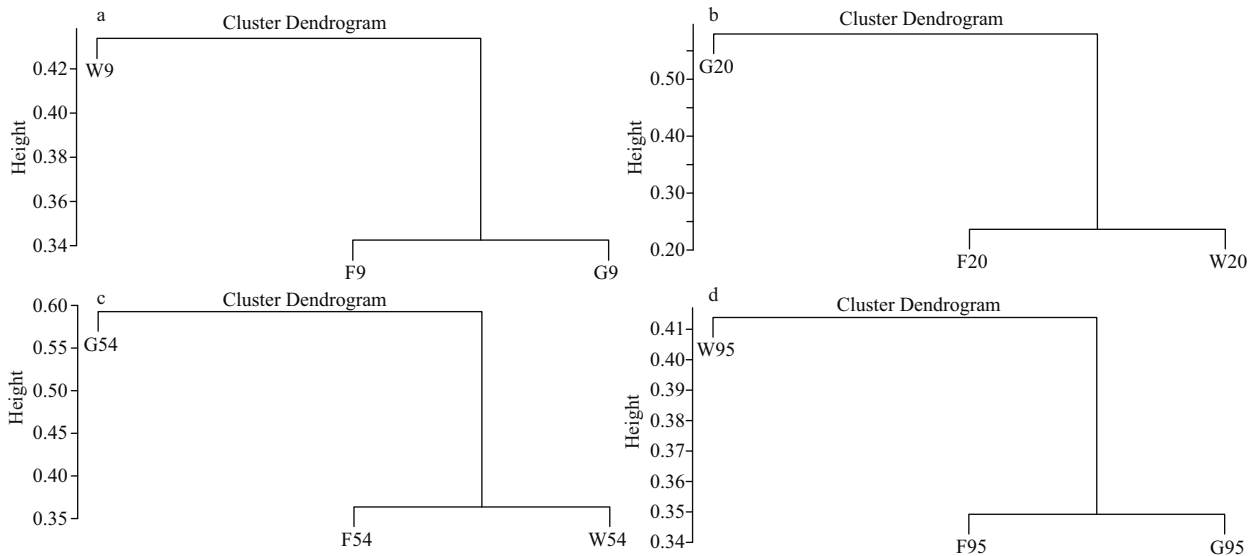 a
Cluster Dendrogram
Height
0.42
0.40
0.38
0.36
0.34
W9
F9
G9
b
Cluster Dendrogram
Height
0.50
0.40
0.30
0.20
G20
F20
W20
c
Cluster Dendrogram
Height
0.60
0.55
0.50
0.45
0.40
0.35
G54
F54
W54
d
Cluster Dendrogram
Height
0.41
0.40
0.39
0.38
0.37
0.36
0.35
0.34
W95
F95
G95